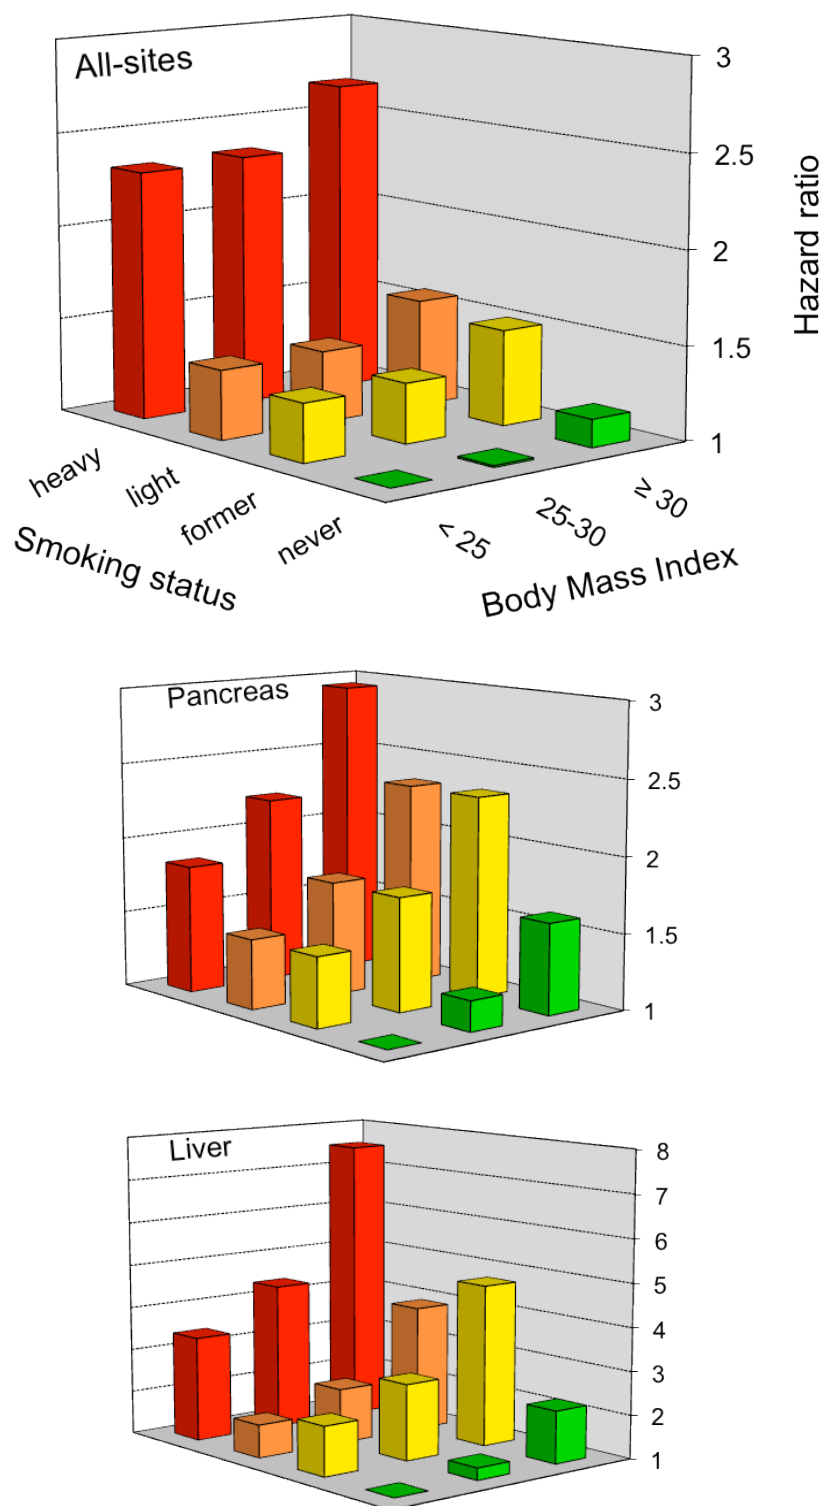 All-sites
3
2.5
2
1.5
1
Hazard ratio
heavy
light
former
never
Smoking status
< 25
25-30
≥ 30
Body Mass Index
Pancreas
3
2.5
2
1.5
1
Liver
8
7
6
5
4
3
2
1